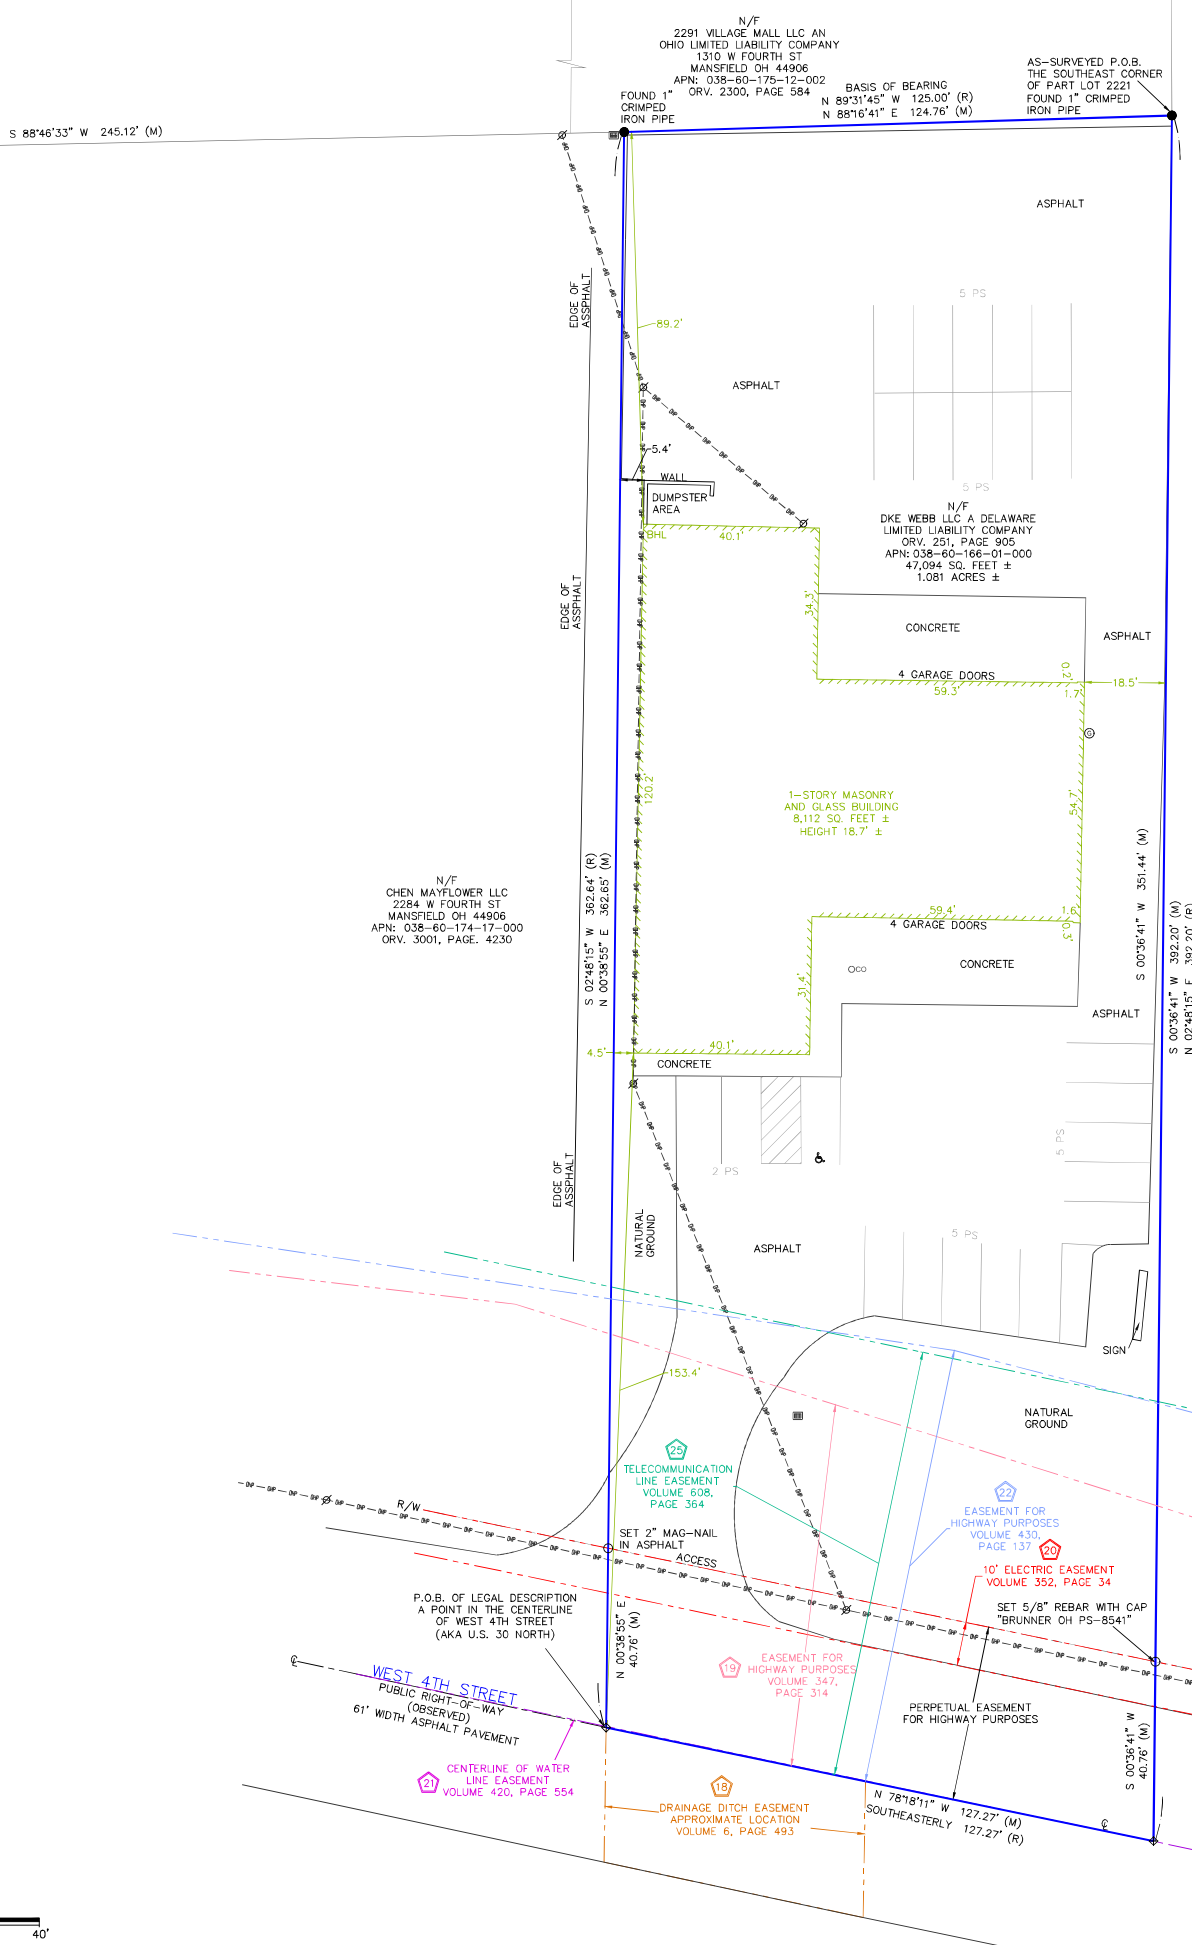 N/F
2291 VILLAGE MALL LLC AN
OHIO LIMITED LIABILITY COMPANY
1310 W FOURTH ST
MANSFIELD OH 44906
APN: 038-60-175-12-002
ORV. 2300, PAGE 584
BASIS OF BEARING
N 89°31'45" W 125.00' (R)
N 88°16'41" E 124.76' (M)
AS-SURVEYED P.O.B.
THE SOUTHEAST CORNER
OF PART LOT 2221
FOUND 1" CRIMPED
IRON PIPE
FOUND 1"
CRIMPED
IRON PIPE
S 88°46'33" W 245.12' (M)
ASPHALT
5 PS
EDGE OF
ASSPHALT
89.2'
ASPHALT
5.4'
WALL
DUMPSTER
AREA
5 PS
N/F
DKE WEBB LLC A DELAWARE
LIMITED LIABILITY COMPANY
ORV. 251, PAGE 905
APN: 038-60-166-01-000
47,094 SQ. FEET ±
1.081 ACRES ±
BHL
40.1'
34.3'
EDGE OF
ASSPHALT
CONCRETE
ASPHALT
4 GARAGE DOORS
59.3'
0.2'
1.7'
18.5'
G
120.2'
1-STORY MASONRY
AND GLASS BUILDING
8,112 SQ. FEET ±
HEIGHT 18.7' ±
54.7'
S 00°36'41" W 351.44' (M)
S 02°48'15" W 362.64' (R)
N 00°38'55" E 362.65' (M)
N/F
CHEN MAYFLOWER LLC
2284 W FOURTH ST
MANSFIELD OH 44906
APN: 038-60-174-17-000
ORV. 3001, PAGE. 4230
59.4'
1.6'
0.3'
4 GARAGE DOORS
S 00°36'41" W 392.20' (M)
N 02°48'15" E 392.20' (R)
CO
CONCRETE
31.4'
ASPHALT
4.5'
40.1'
CONCRETE
5 PS
2 PS
EDGE OF
ASSPHALT
NATURAL
GROUND
ASPHALT
5 PS
SIGN
153.4'
NATURAL
GROUND
25
TELECOMMUNICATION
LINE EASEMENT
VOLUME 608,
PAGE 364
22
EASEMENT FOR
HIGHWAY PURPOSES
VOLUME 430,
PAGE 137
R/W
SET 2" MAG-NAIL
IN ASPHALT
ACCESS
20
10' ELECTRIC EASEMENT
VOLUME 352, PAGE 34
P.O.B. OF LEGAL DESCRIPTION
A POINT IN THE CENTERLINE
OF WEST 4TH STREET
(AKA U.S. 30 NORTH)
SET 5/8" REBAR WITH CAP
"BRUNNER OH PS-8541"
N 00°38'55" E
40.76' (M)
19
EASEMENT FOR
HIGHWAY PURPOSES
VOLUME 347,
PAGE 314
WEST 4TH STREET
PUBLIC RIGHT-OF-WAY
(OBSERVED)
61' WIDTH ASPHALT PAVEMENT
PERPETUAL EASEMENT
FOR HIGHWAY PURPOSES
S 00°36'41" W
40.76' (M)
21
CENTERLINE OF WATER
LINE EASEMENT
VOLUME 420, PAGE 554
18
DRAINAGE DITCH EASEMENT
APPROXIMATE LOCATION
VOLUME 6, PAGE 493
N 78°18'11" W 127.27' (M)
SOUTHEASTERLY 127.27' (R)
40'